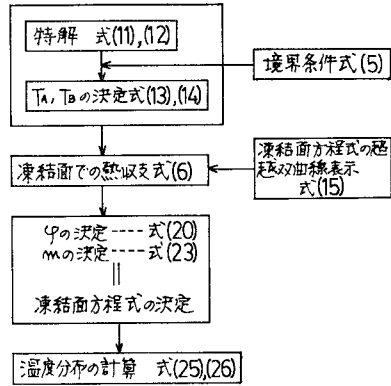 特解 式(11),(12)
境界条件式(5)
TA,TBの決定式(13),(14)
凍結面での熱収支式(6)
凍結面方程式の超
越双曲線表示
式(15)
φの決定----式(20)
mの決定----式(23)
||
凍結面方程式の決定
温度分布の計算 式(25),(26)